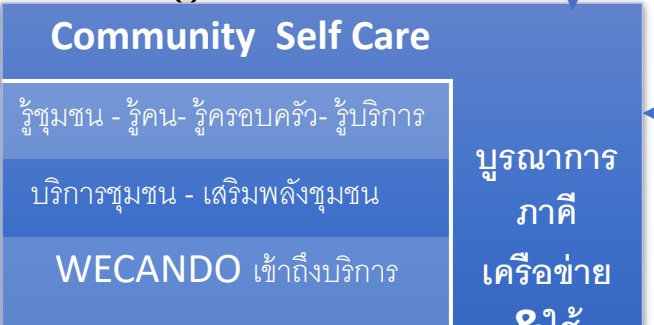 Community Self Care
รู้ชุมชน - รู้คน- รู้ครอบครัว- รู้บริการ
บริการชุมชน - เสริมพลังชุมชน
WECANDO เข้าถึงบริการ
บูรณาการ
ภาคี
เครือข่าย
&ใช้